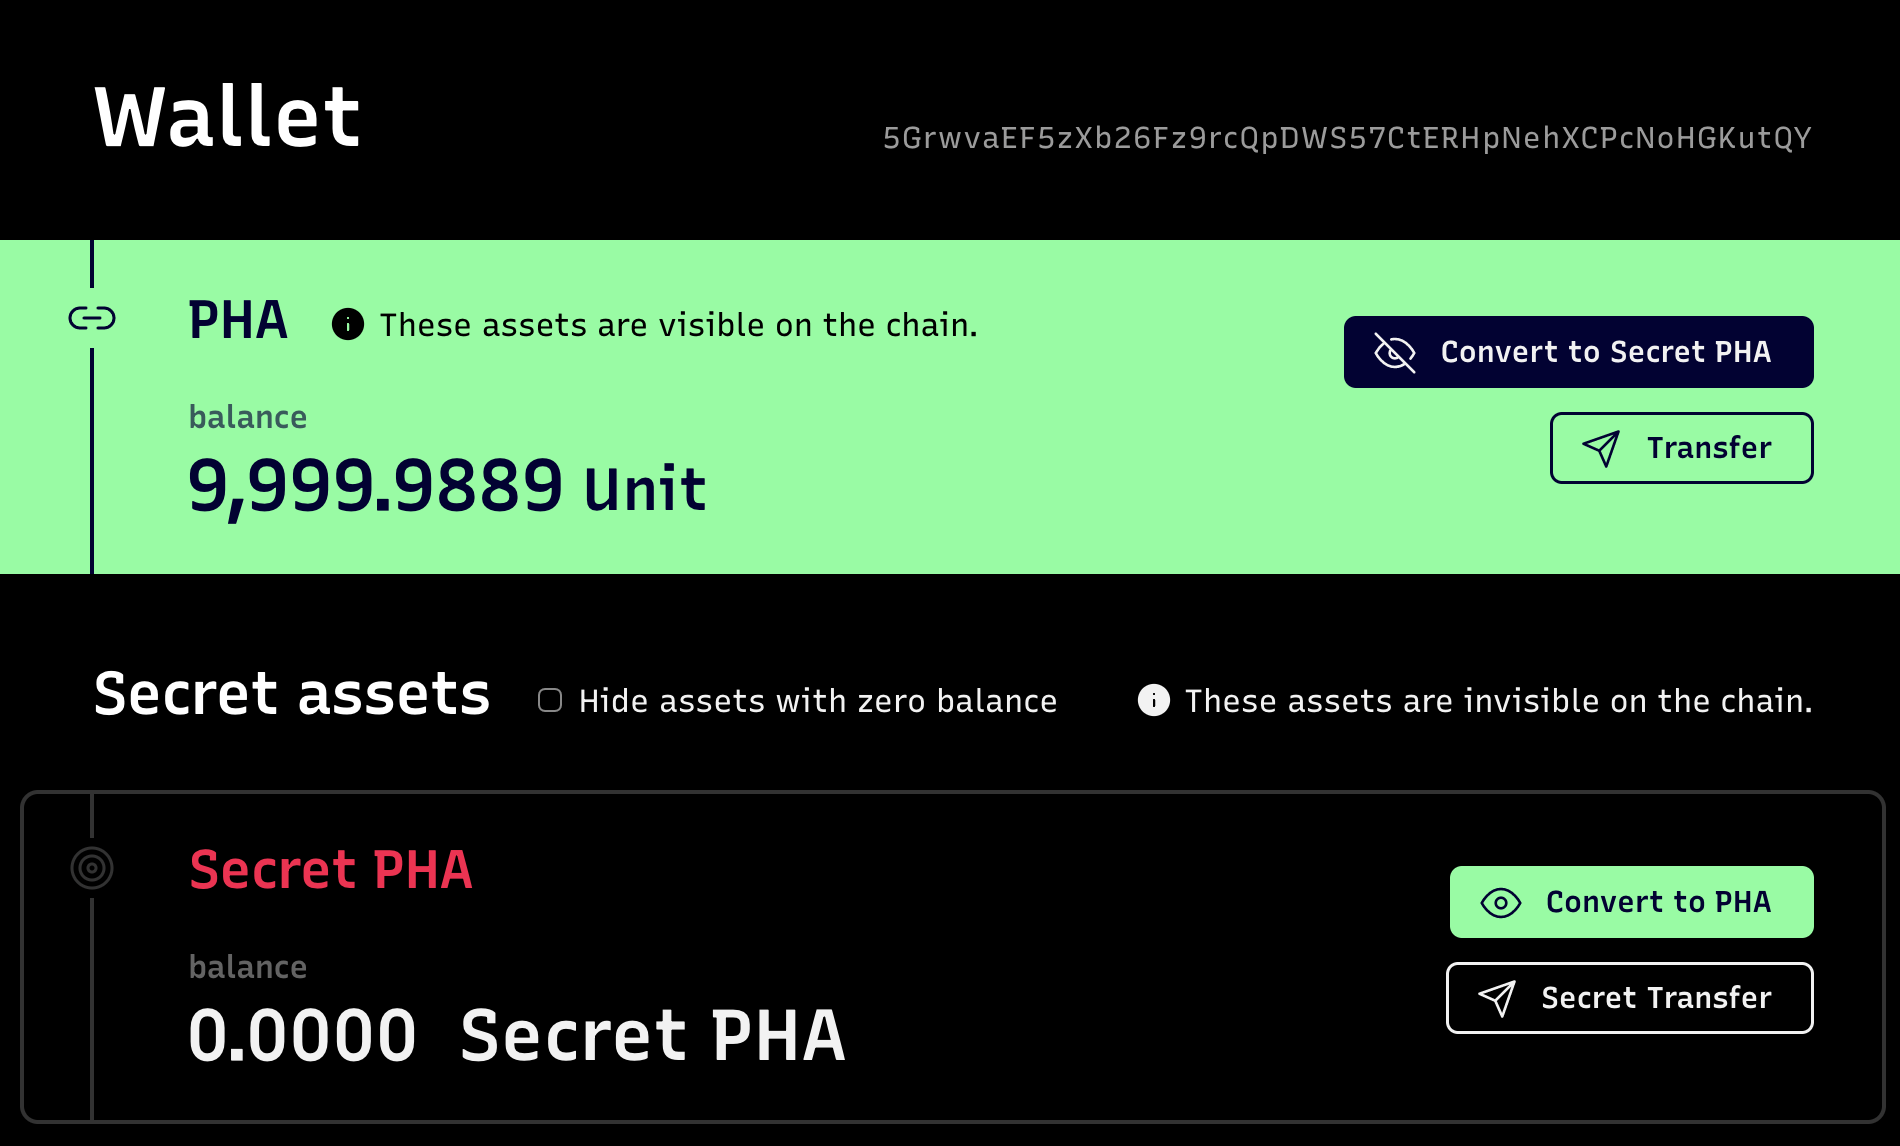 Wallet
5GrwvaEF5zXb26Fz9rcQpDWS57CtERHpNehXCPcNoHGKutQY
PHA
These assets are visible on the chain.
Convert to Secret PHA
balance
Transfer
9,999.9889 Unit
Secret assets
Hide assets with zero balance
These assets are invisible on the chain.
Secret PHA
Convert to PHA
balance
Secret Transfer
0.0000 Secret PHA